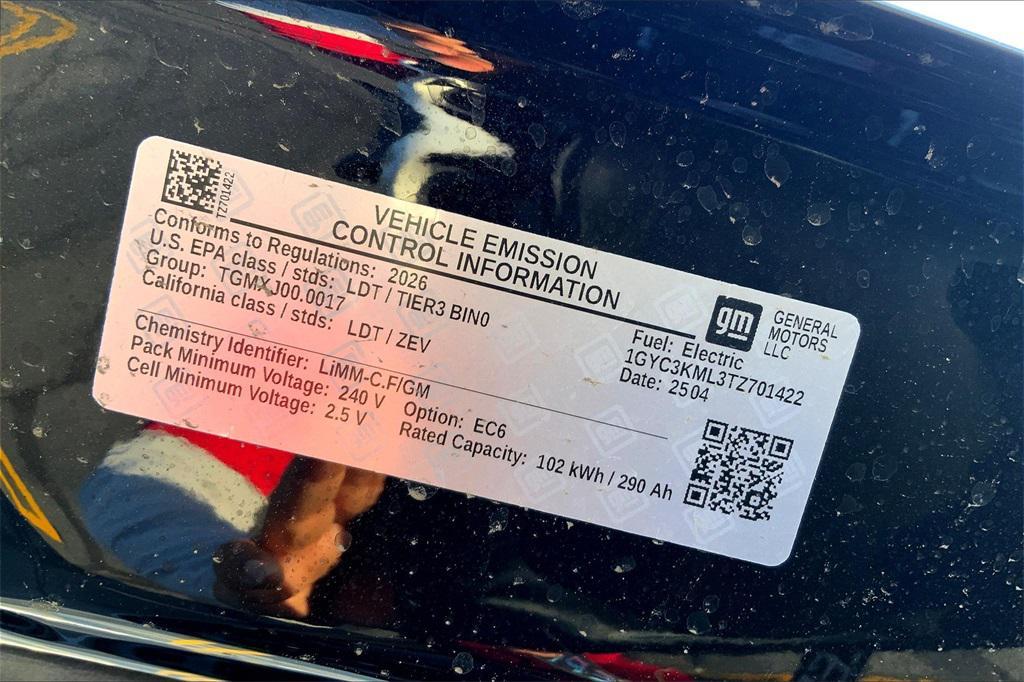 TZ701422
VEHICLE EMISSION
CONTROL INFORMATION
gm
GENERAL
MOTORS
LLC
Conforms to Regulations: 2026
U.S. EPA class / stds: LDT / TIER3 BIN0
Group: TGMXJ00.0017
California class / stds: LDT / ZEV
Fuel: Electric
1GYC3KML3TZ701422
Date: 2504
Chemistry Identifier: LiMM-C.F/GM
Pack Minimum Voltage: 240 V Option: EC6
Cell Minimum Voltage: 2.5 V Rated Capacity: 102 kWh / 290 Ah